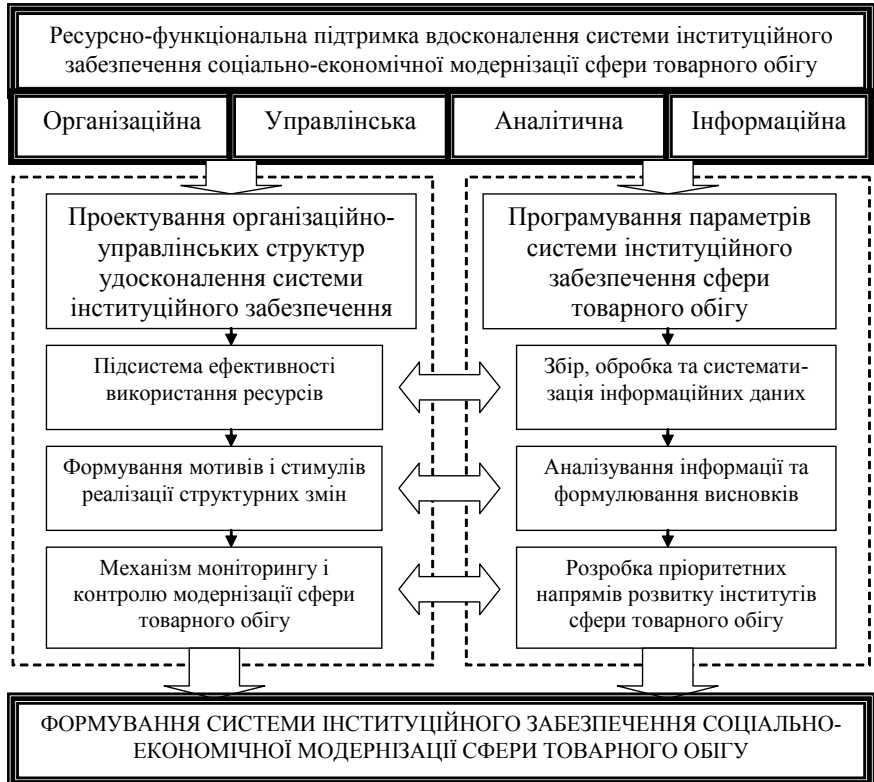 Ресурсно-функціональна підтримка вдосконалення системи інституційного
забезпечення соціально-економічної модернізації сфери товарного обігу
Організаційна
Управлінська
Аналітична
Інформаційна
Проектування організаційно-
управлінських структур
удосконалення системи
інституційного забезпечення
Програмування параметрів
системи інституційного
забезпечення сфери
товарного обігу
Підсистема ефективності
використання ресурсів
Збір, обробка та системати-
зація інформаційних даних
Формування мотивів і стимулів
реалізації структурних змін
Аналізування інформації та
формулювання висновків
Механізм моніторингу і
контролю модернізації сфери
товарного обігу
Розробка пріоритетних
напрямів розвитку інститутів
сфери товарного обігу
ФОРМУВАННЯ СИСТЕМИ ІНСТИТУЦІЙНОГО ЗАБЕЗПЕЧЕННЯ СОЦІАЛЬНО-
ЕКОНОМІЧНОЇ МОДЕРНІЗАЦІЇ СФЕРИ ТОВАРНОГО ОБІГУ